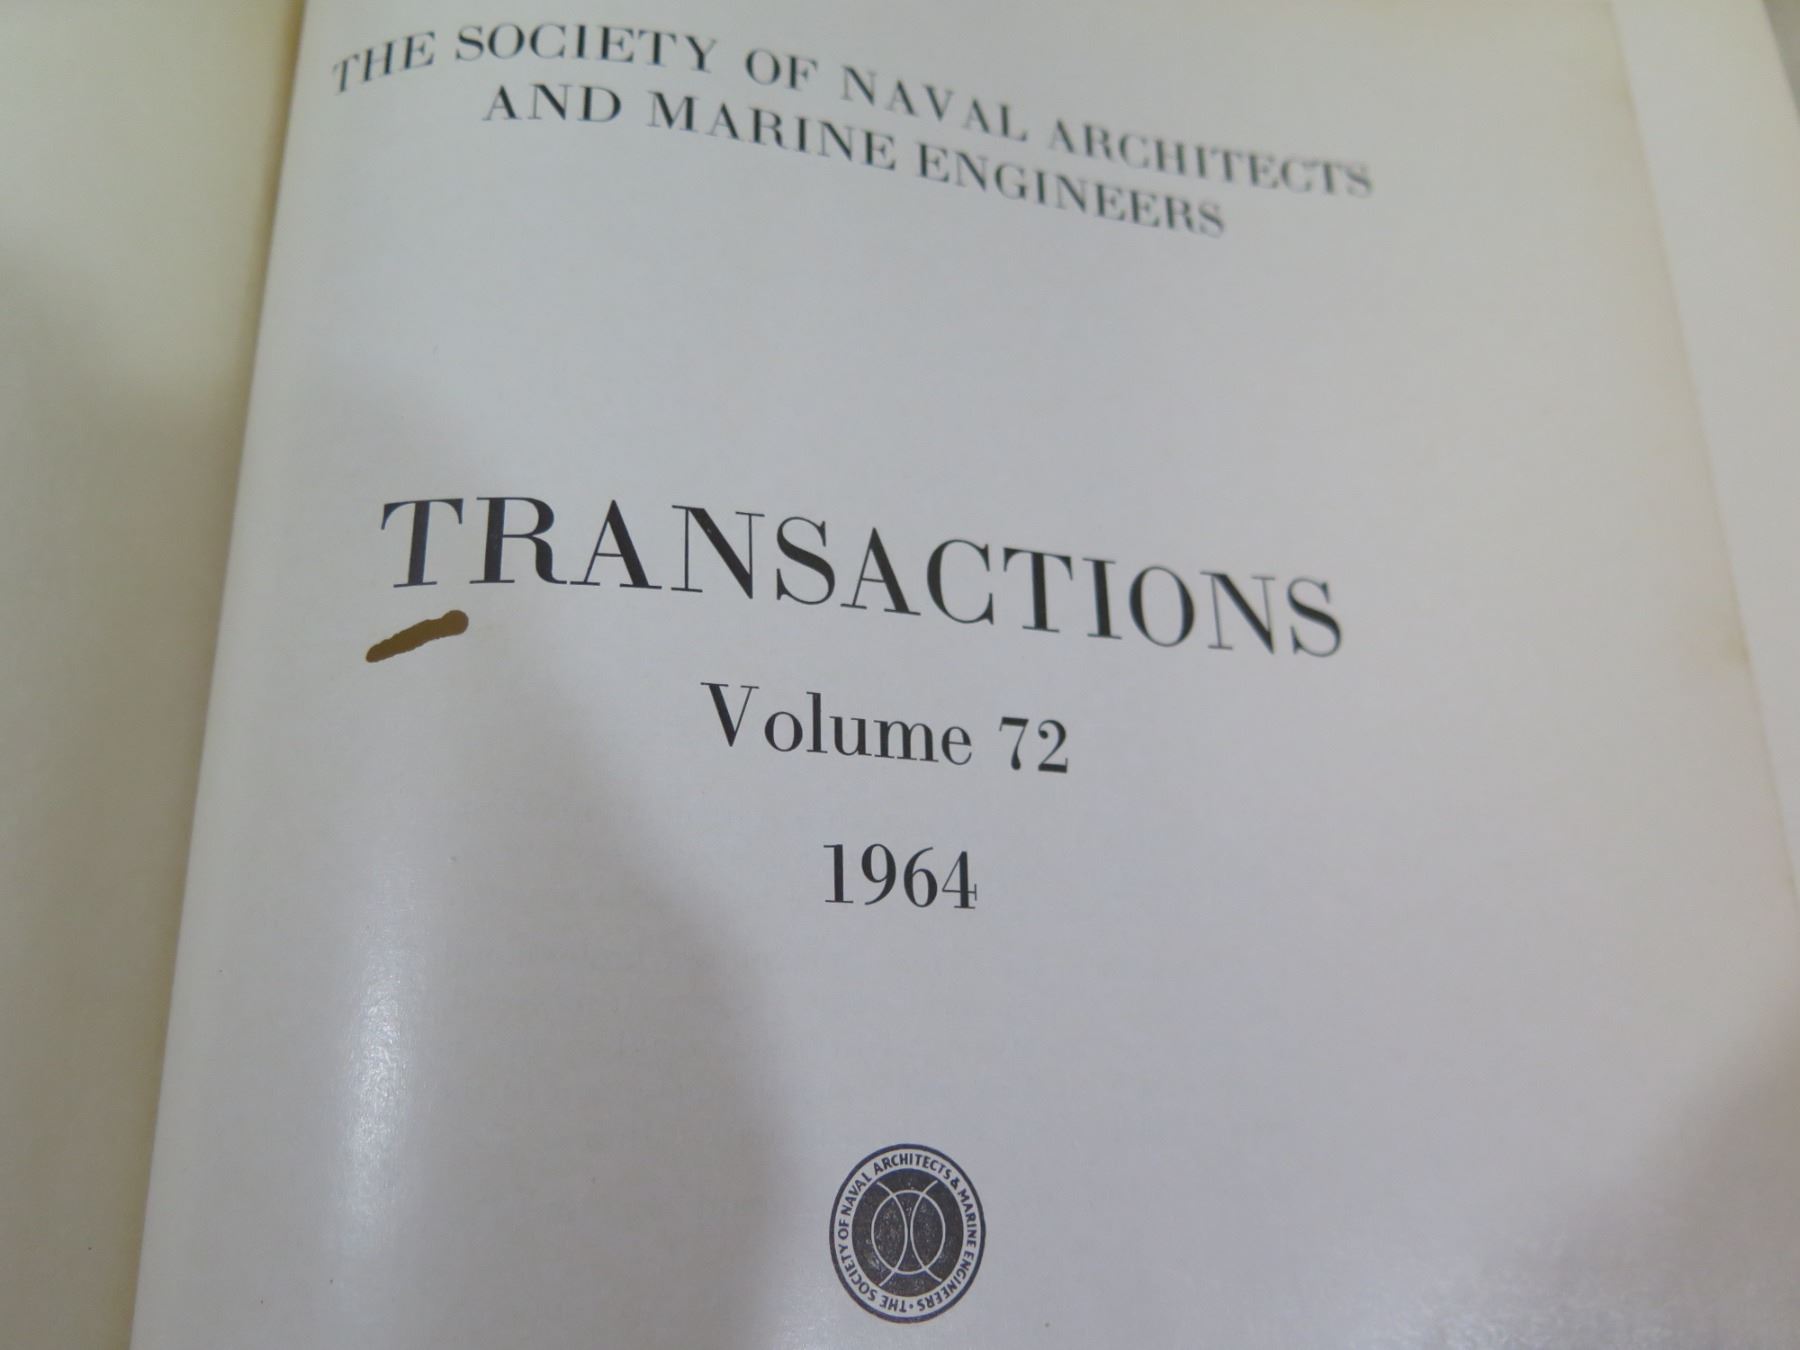 THE SOCIETY OF NAVAL ARCHITECTS
AND MARINE ENGINEERS
TRANSACTIONS
Volume 72
1964
THE SOCIETY OF NAVAL ARCHITECTS & MARINE ENGINEERS •